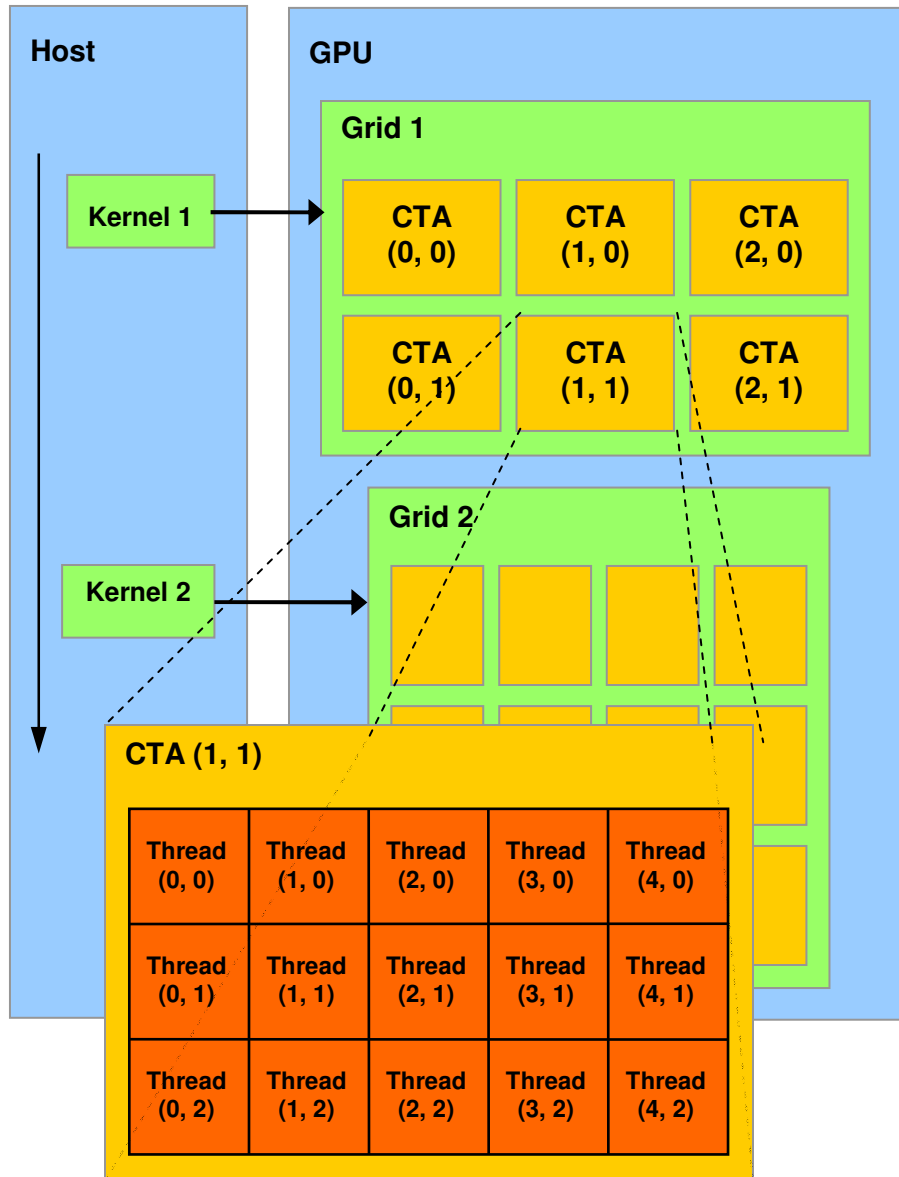 Host
GPU
Grid 1
Kernel 1
CTA
(0, 0)
CTA
(1, 0)
CTA
(2, 0)
CTA
(0, 1)
CTA
(1, 1)
CTA
(2, 1)
Grid 2
Kernel 2
CTA (1, 1)
Thread
(0, 0)
Thread
(1, 0)
Thread
(2, 0)
Thread
(3, 0)
Thread
(4, 0)
Thread
(0, 1)
Thread
(1, 1)
Thread
(2, 1)
Thread
(3, 1)
Thread
(4, 1)
Thread
(0, 2)
Thread
(1, 2)
Thread
(2, 2)
Thread
(3, 2)
Thread
(4, 2)